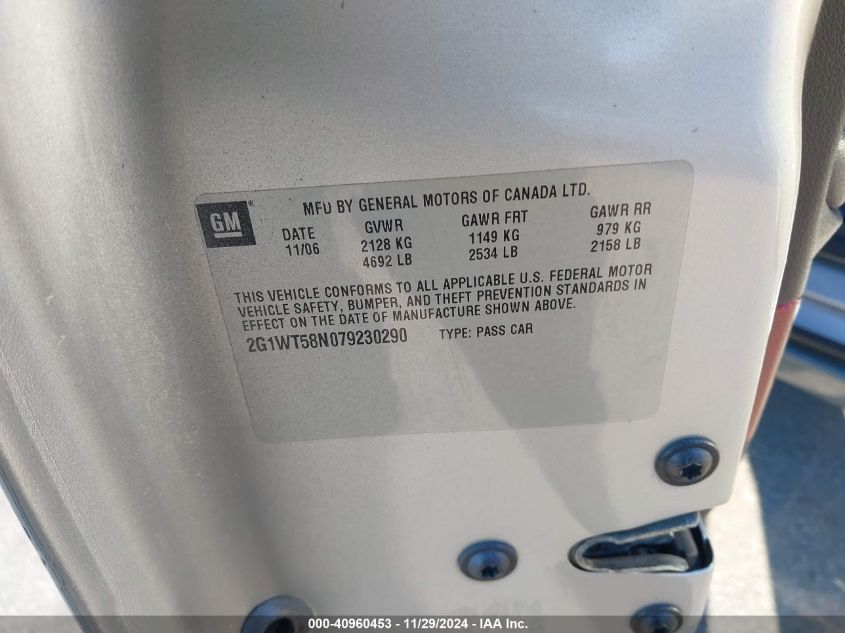 GM®
MFD BY GENERAL MOTORS OF CANADA LTD.
DATE GVWR GAWR FRT GAWR RR
11/06 2128 KG 1149 KG 979 KG
4692 LB 2534 LB 2158 LB
THIS VEHICLE CONFORMS TO ALL APPLICABLE U.S. FEDERAL MOTOR
VEHICLE SAFETY, BUMPER, AND THEFT PREVENTION STANDARDS IN
EFFECT ON THE DATE OF MANUFACTURE SHOWN ABOVE.
2G1WT58N079230290 TYPE: PASS CAR
000-40960453 - 11/29/2024 - IAA Inc.